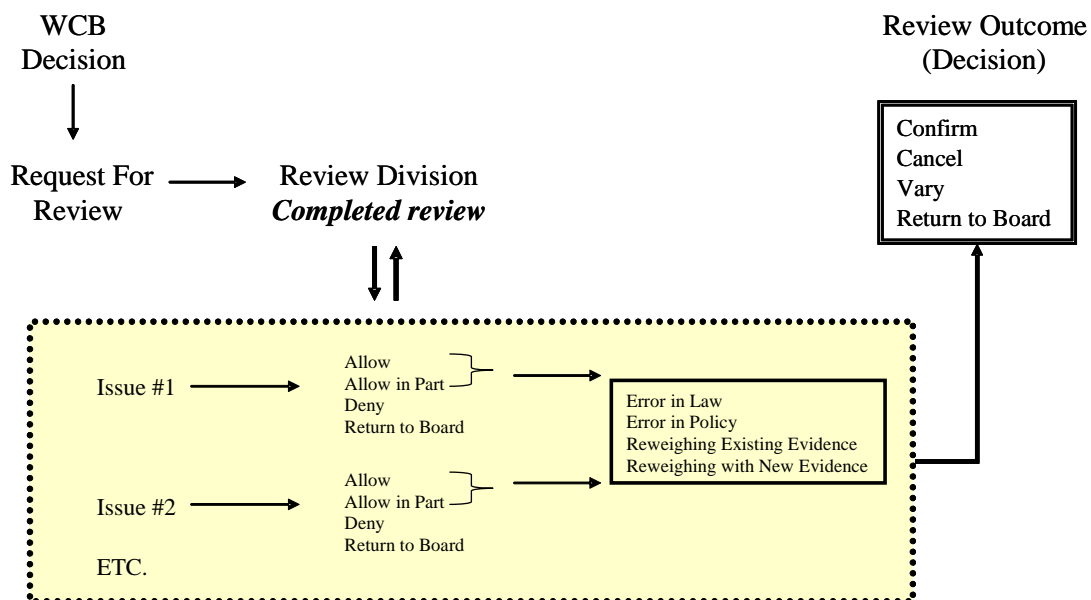 WCB
Decision
Review Outcome
(Decision)
Confirm
Cancel
Vary
Return to Board
Request For
Review
Review Division
Completed review
Issue #1
Allow
Allow in Part
Deny
Return to Board
Error in Law
Error in Policy
Reweighing Existing Evidence
Reweighing with New Evidence
Issue #2
Allow
Allow in Part
Deny
Return to Board
ETC.